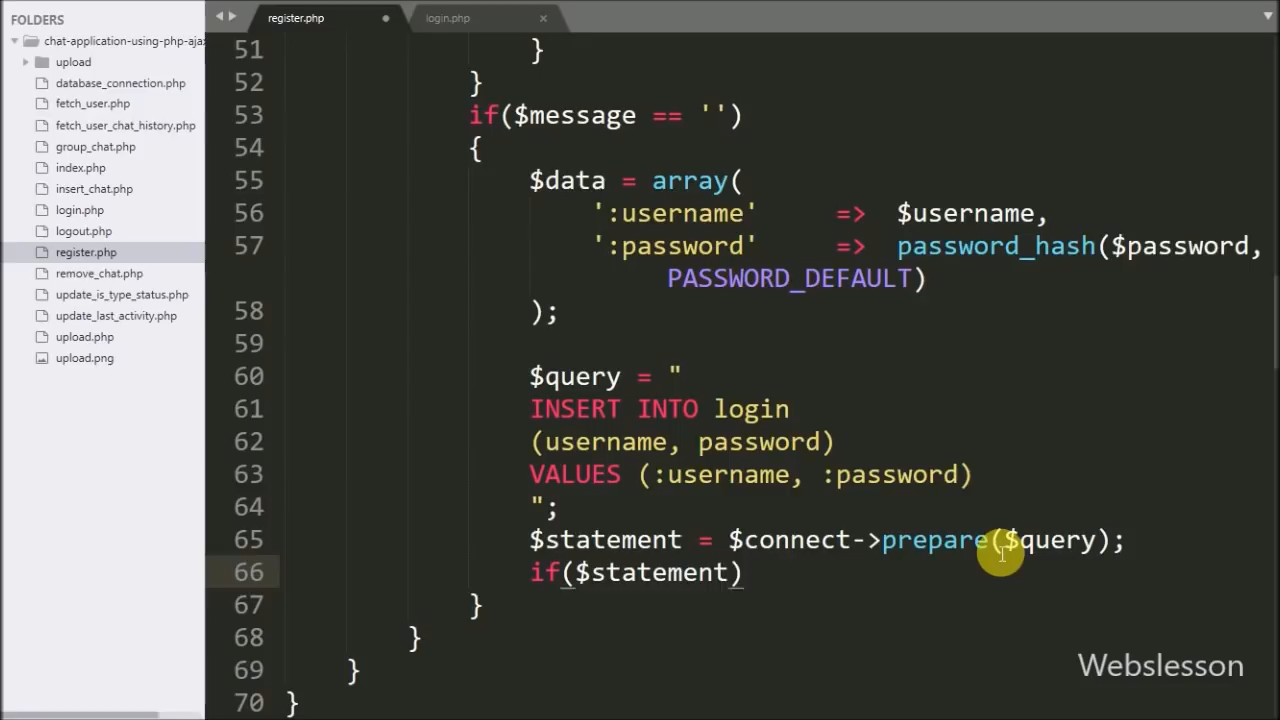 FOLDERS
chat-application-using-php-ajax
upload
database_connection.php
fetch_user.php
fetch_user_chat_history.php
group_chat.php
index.php
insert_chat.php
login.php
logout.php
register.php
remove_chat.php
update_is_type_status.php
update_last_activity.php
upload.php
upload.png
register.php login.php
51 }
52 }
53 if($message == '')
54 {
55 $data = array(
56 ':username' => $username,
57 ':password' => password_hash($password,
PASSWORD_DEFAULT)
58 );
59
60 $query = "
61 INSERT INTO login
62 (username, password)
63 VALUES (:username, :password)
64 ";
65 $statement = $connect->prepare($query);
66 if($statement)
67 }
68 }
69 }
70 }
Webslesson